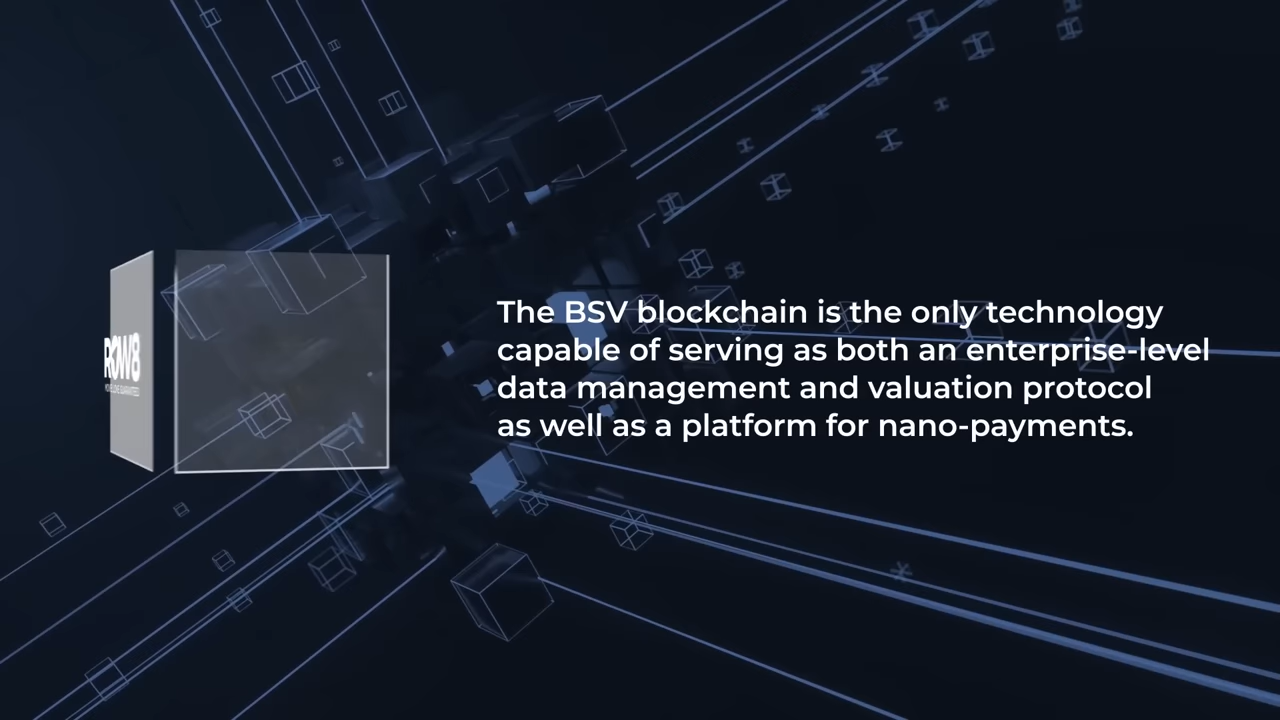 ROW8
The BSV blockchain is the only technology
capable of serving as both an enterprise-level
data management and valuation protocol
as well as a platform for nano-payments.